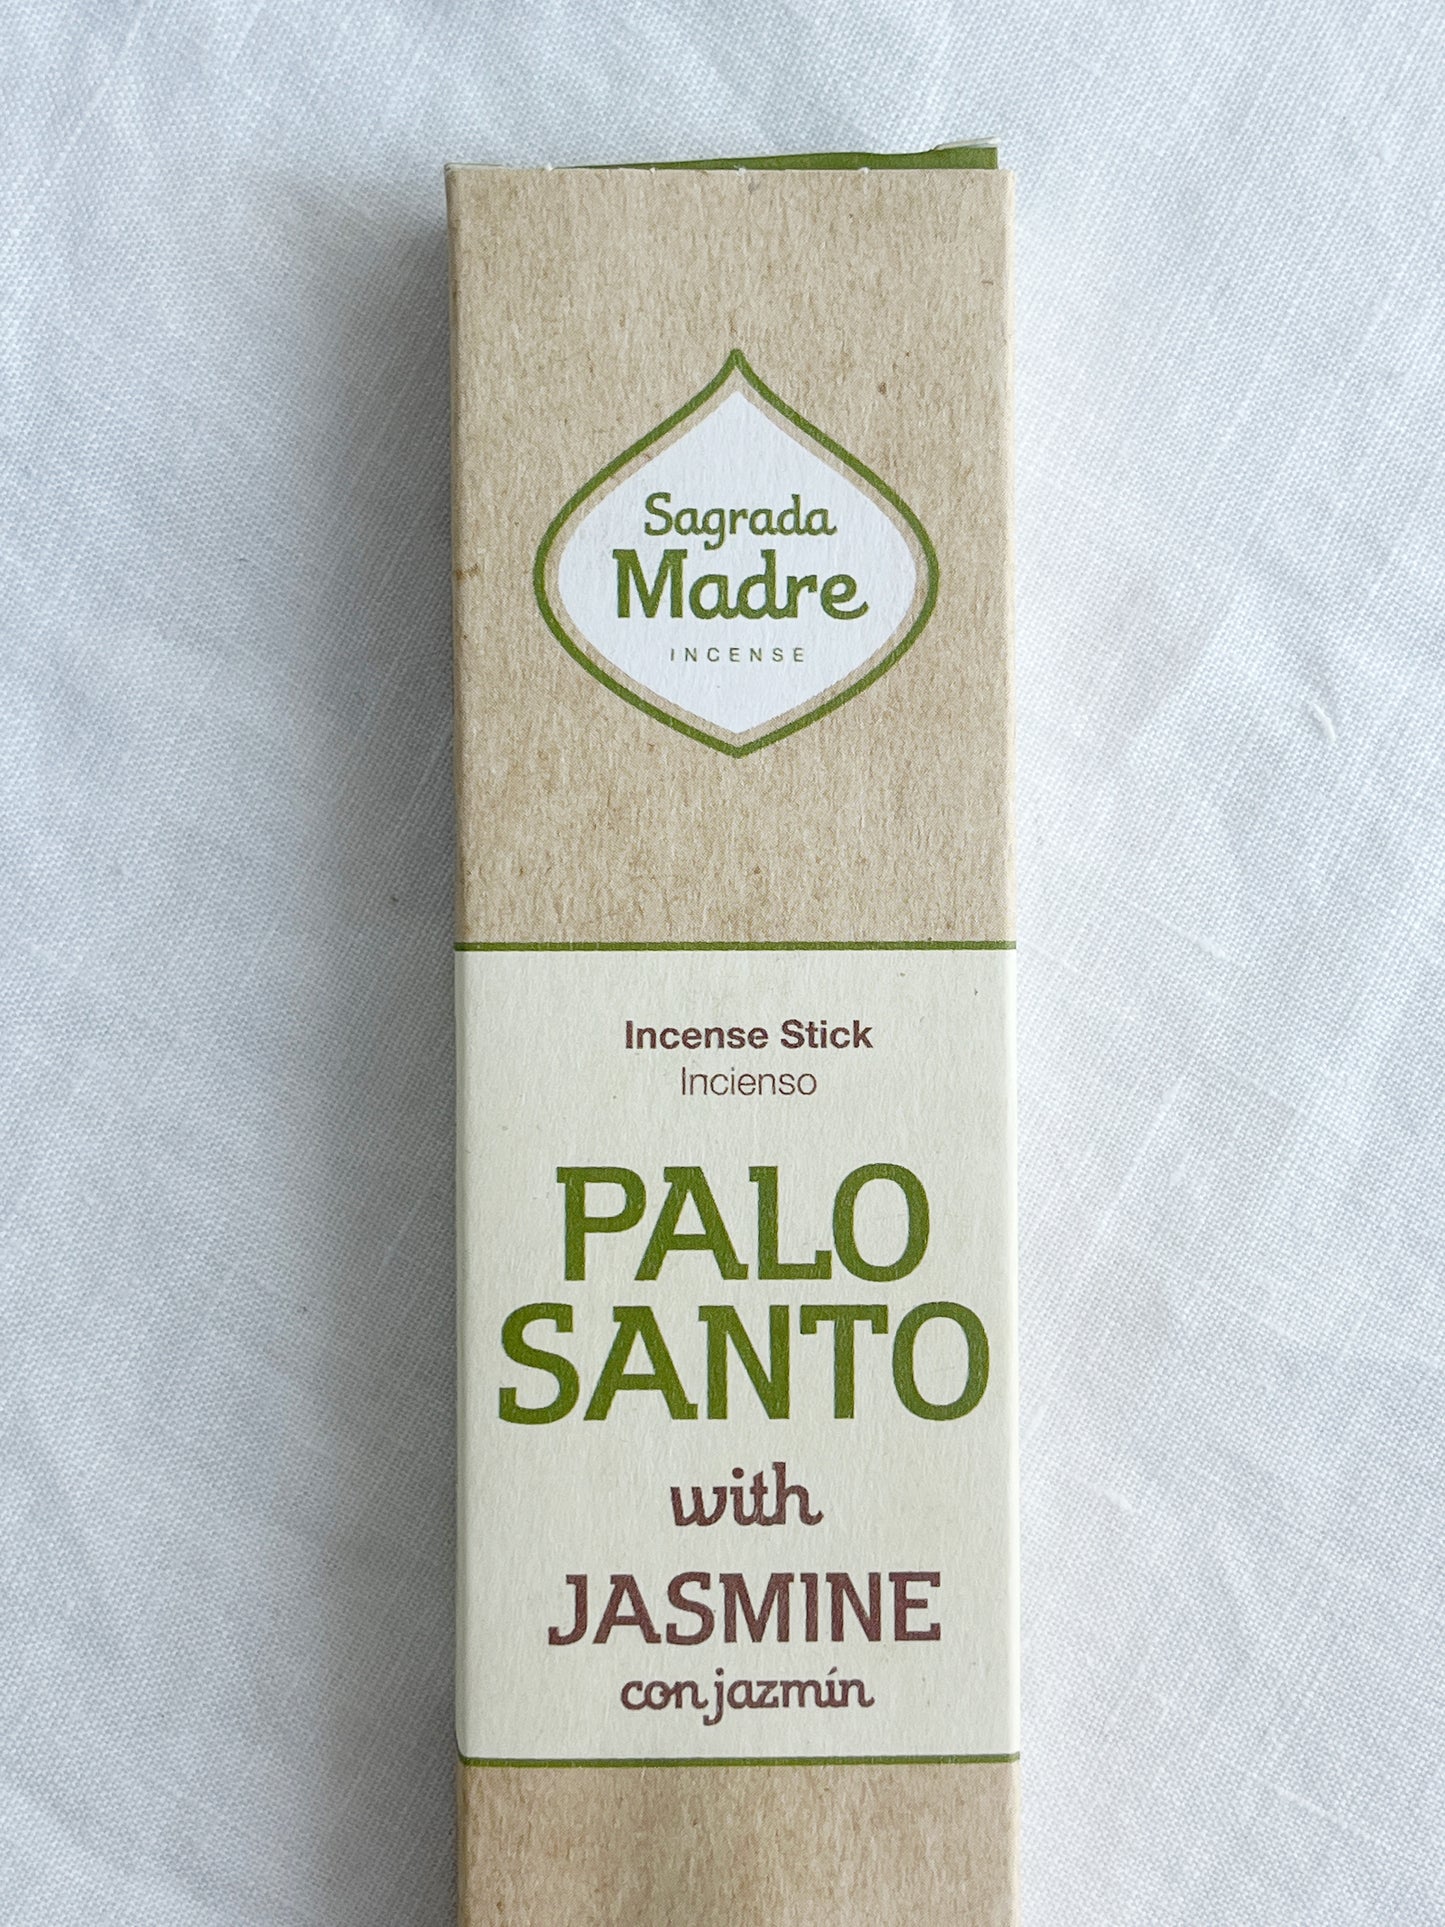 Sagrada
Madre
INCENSE
Incense Stick
Incienso
PALO
SANTO
with
JASMINE
con jazmín